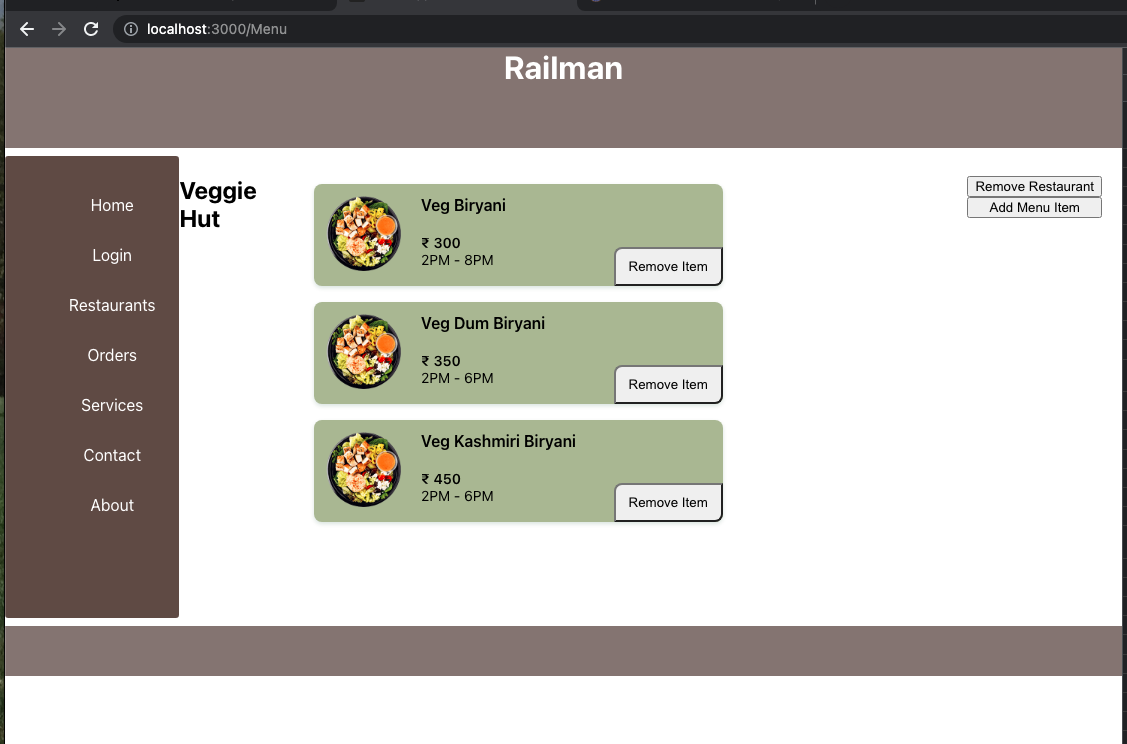 localhost:3000/Menu
Railman
Home
Login
Restaurants
Orders
Services
Contact
About
Veggie
Hut
Veg Biryani
₹ 300
2PM - 8PM
Remove Item
Veg Dum Biryani
₹ 350
2PM - 6PM
Remove Item
Veg Kashmiri Biryani
₹ 450
2PM - 6PM
Remove Item
Remove Restaurant
Add Menu Item